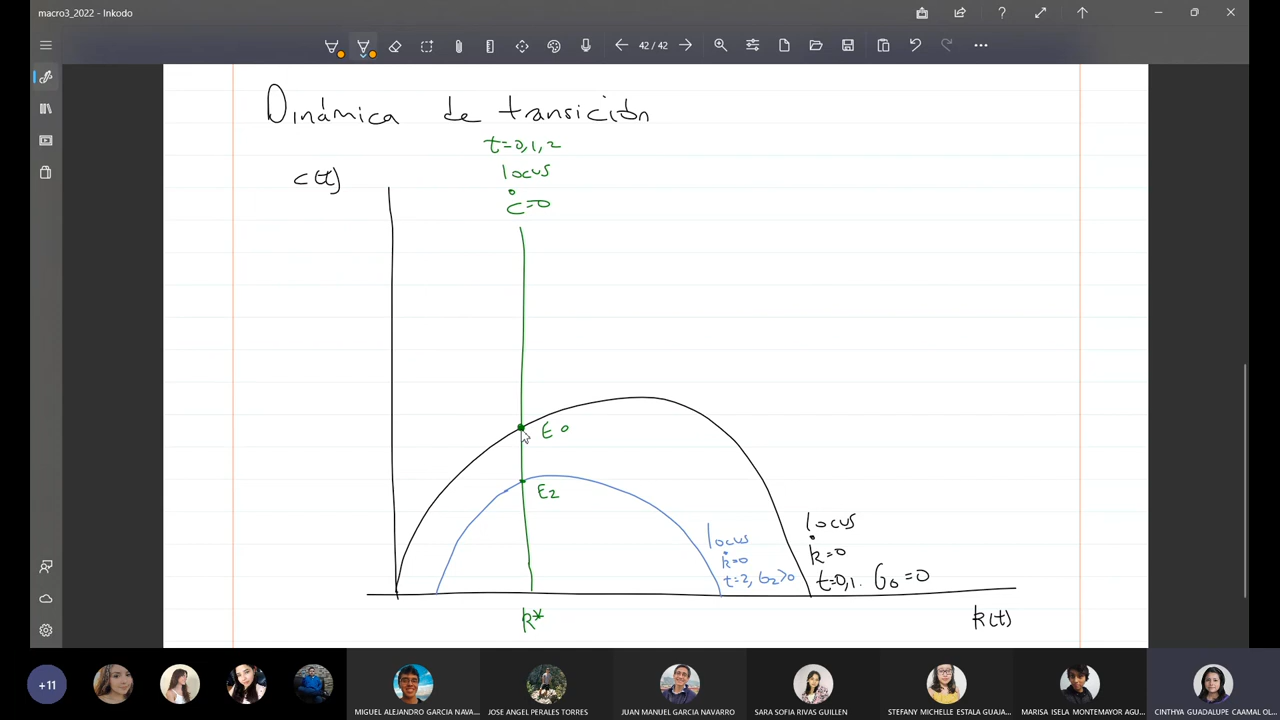 macro3_2022 - Inkodo
42 / 42
Dinámica de transición
t=0,1,2
locus
ċ=0
c(t)
E0
E2
locus
k̇=0
t=2, G2>0
locus
k̇=0
t=0,1. G0=0
k*
k(t)
+11
MIGUEL ALEJANDRO GARCIA NAVA...
JOSE ANGEL PERALES TORRES
JUAN MANUEL GARCIA NAVARRO
SARA SOFIA RIVAS GUILLEN
STEFANY MICHELLE ESTALA GUAJA...
MARISA ISELA MONTEMAYOR AGU...
CINTHYA GUADALUPE CAAMAL OL...